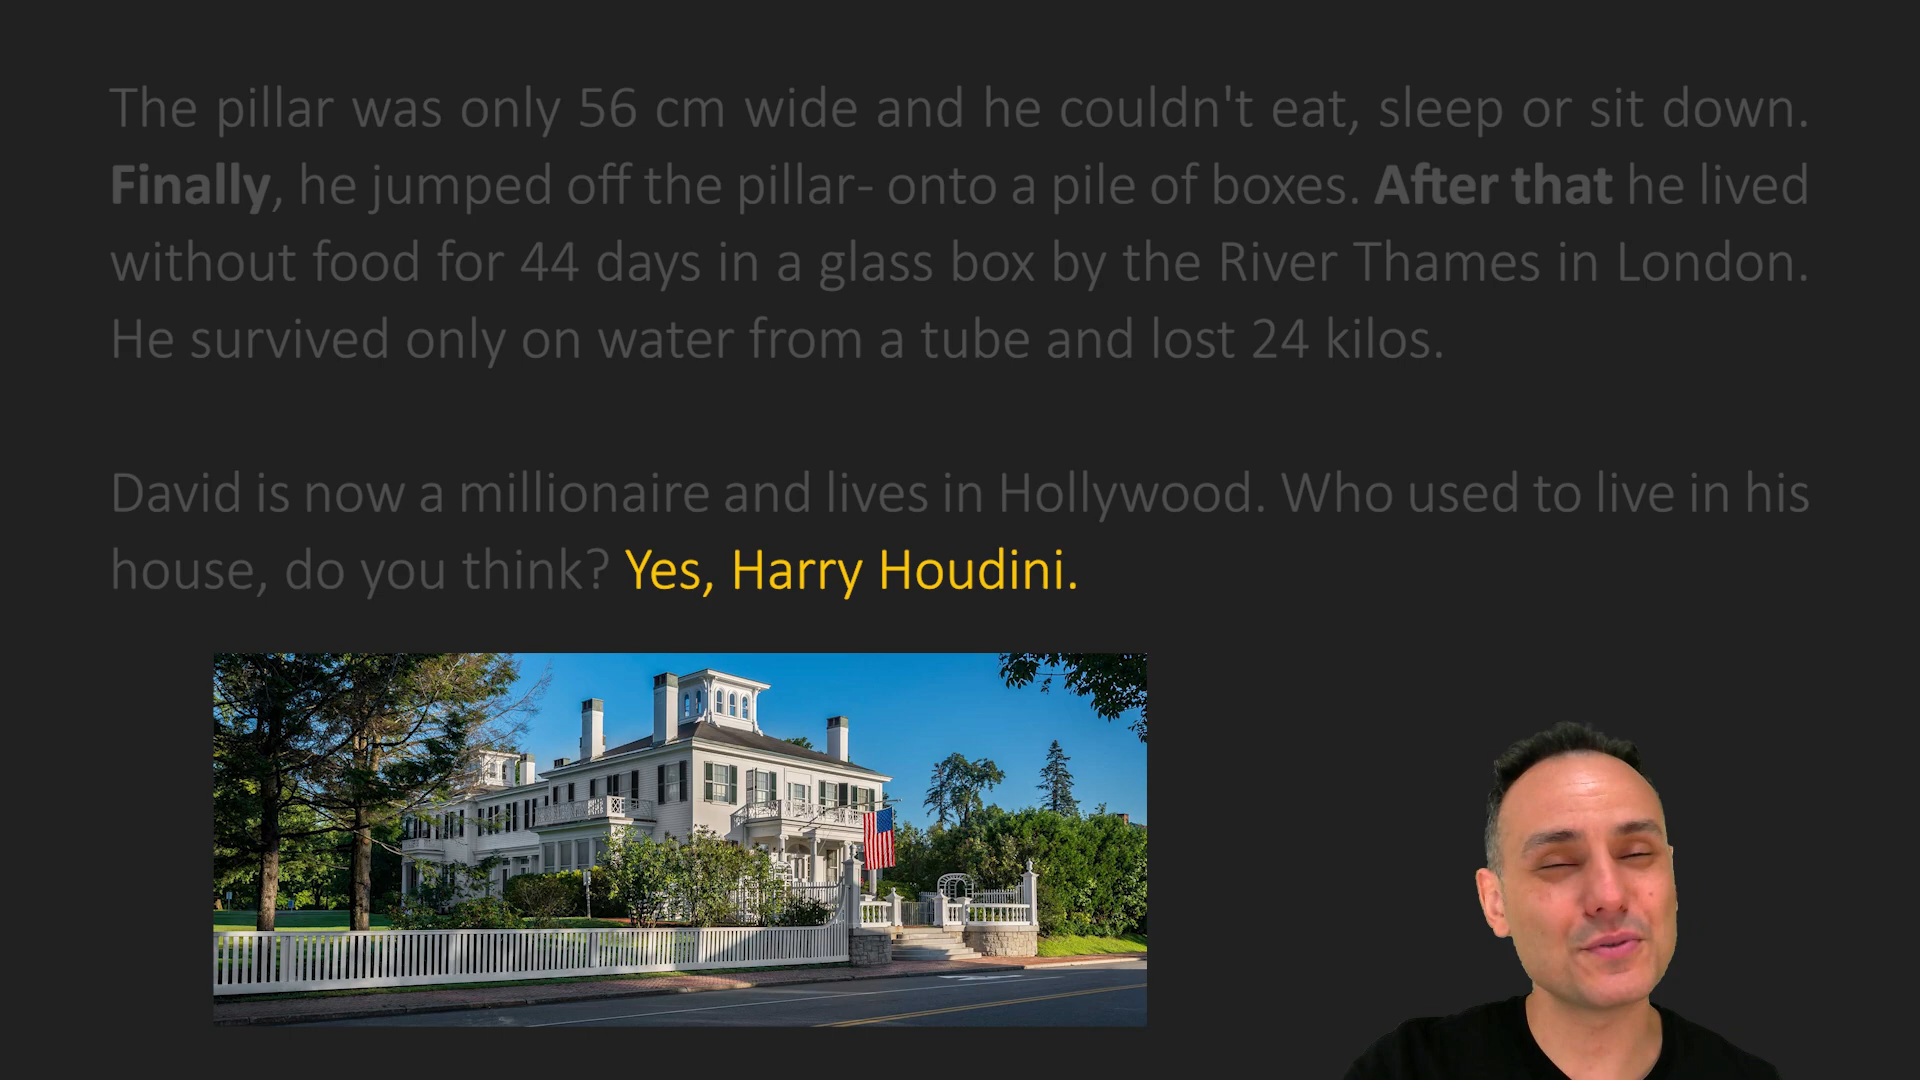 The pillar was only 56 cm wide and he couldn't eat, sleep or sit down.
Finally, he jumped off the pillar- onto a pile of boxes. After that he lived
without food for 44 days in a glass box by the River Thames in London.
He survived only on water from a tube and lost 24 kilos.
David is now a millionaire and lives in Hollywood. Who used to live in his
house, do you think? Yes, Harry Houdini.